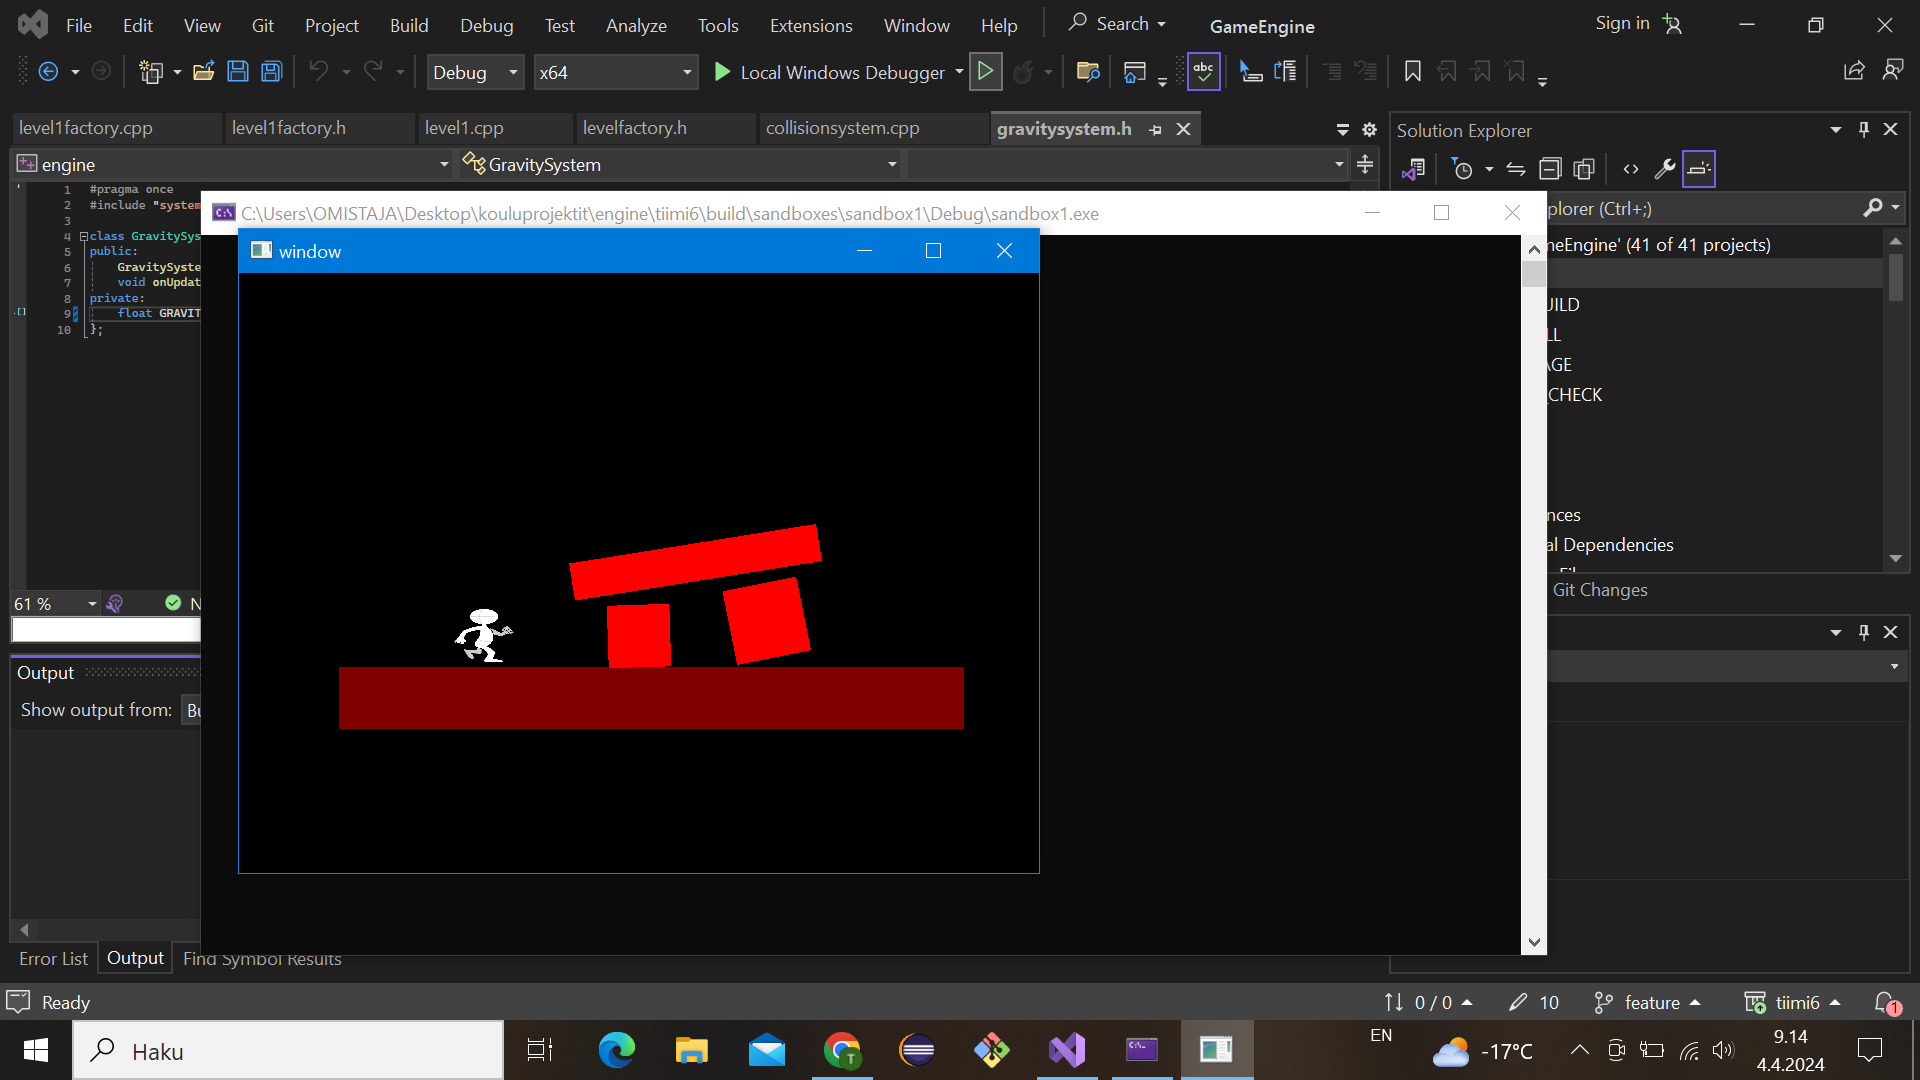 File Edit View Git Project Build Debug Test Analyze Tools Extensions Window Help Search GameEngine Sign in
Debug x64 Local Windows Debugger
level1factory.cpp level1factory.h level1.cpp levelfactory.h collisionsystem.cpp gravitysystem.h
engine GravitySystem
1 #pragma once
2 #include "system
3
4 class GravitySys
5 public:
6 GravitySyste
7 void onUpdat
8 private:
9 float GRAVIT
10 };
C:\Users\OMISTAJA\Desktop\kouluprojektit\engine\tiimi6\build\sandboxes\sandbox1\Debug\sandbox1.exe
window
Solution Explorer
plorer (Ctrl+;)
neEngine' (41 of 41 projects)
UILD
LL
AGE
_CHECK
nces
al Dependencies
Git Changes
61 % N
Output
Show output from: Bu
Error List Output Find Symbol Results
Ready 0 / 0 10 feature tiimi6 1
Haku EN -17°C 9.14
4.4.2024